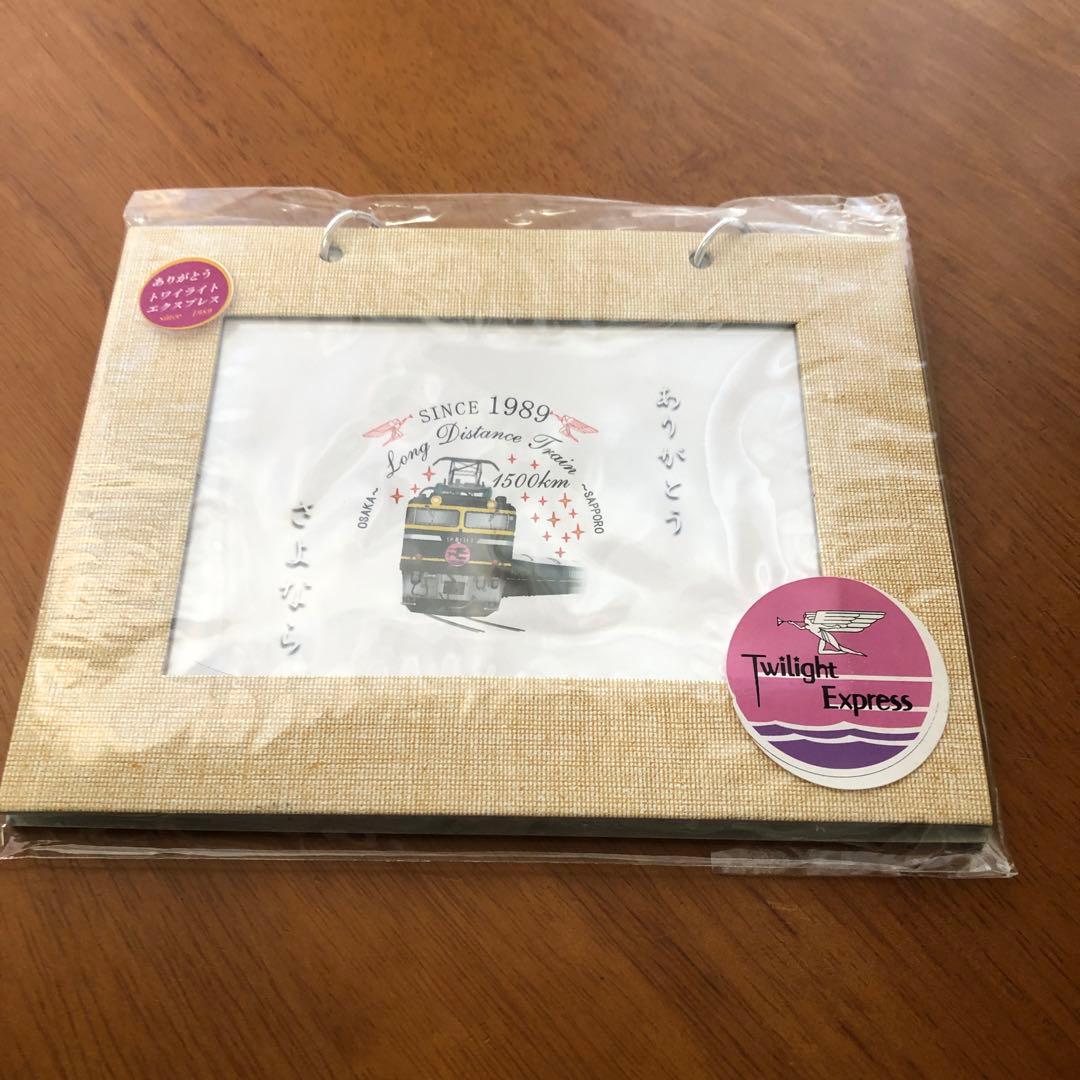 ありがとう
トワイライト
エクスプレス
since 1989
SINCE 1989
Long Distance Train
1500km
OSAKA~
~SAPPORO
ありがとう
さよなら
Twilight
Express